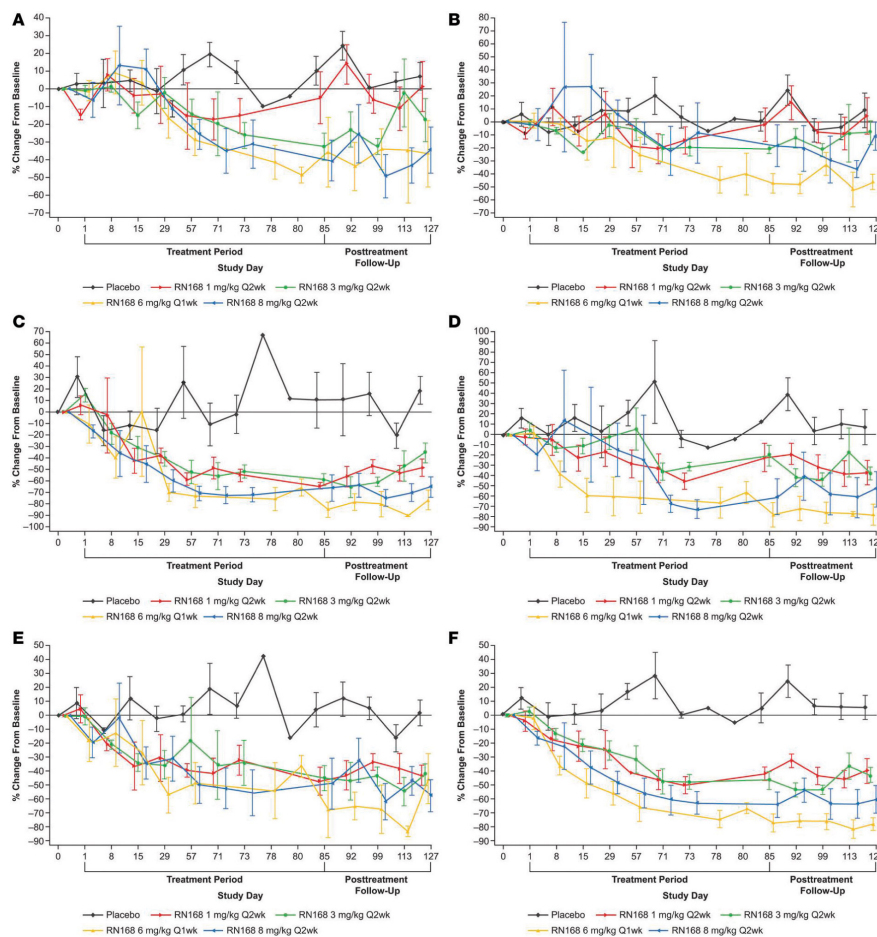 A
% Change From Baseline
40
30
20
10
0
−10
−20
−30
−40
−50
−60
−70
0 1 8 15 29 57 71 73 78 80 85 92 99 113 127
Treatment Period
Posttreatment
Follow-Up
Study Day
Placebo RN168 1 mg/kg Q2wk RN168 3 mg/kg Q2wk
RN168 6 mg/kg Q1wk RN168 8 mg/kg Q2wk
B
% Change From Baseline
80
70
60
50
40
30
20
10
0
−10
−20
−30
−40
−50
−60
−70
0 1 8 15 29 57 71 73 78 80 85 92 99 113 12
Treatment Period
Posttreatment
Follow-Up
Study Day
Placebo RN168 1 mg/kg Q2wk RN168 3 mg/kg Q2wk
RN168 6 mg/kg Q1wk RN168 8 mg/kg Q2wk
C
% Change From Baseline
70
60
50
40
30
20
10
0
−10
−20
−30
−40
−50
−60
−70
−80
−90
−100
0 1 8 15 29 57 71 73 78 80 85 92 99 113 127
Treatment Period
Posttreatment
Follow-Up
Study Day
Placebo RN168 1 mg/kg Q2wk RN168 3 mg/kg Q2wk
RN168 6 mg/kg Q1wk RN168 8 mg/kg Q2wk
D
% Change From Baseline
100
90
80
70
60
50
40
30
20
10
0
−10
−20
−30
−40
−50
−60
−70
−80
−90
0 1 8 15 29 57 71 73 78 80 85 92 99 113 12
Treatment Period
Posttreatment
Follow-Up
Study Day
Placebo RN168 1 mg/kg Q2wk RN168 3 mg/kg Q2wk
RN168 6 mg/kg Q1wk RN168 8 mg/kg Q2wk
E
% Change From Baseline
50
40
30
20
10
0
−10
−20
−30
−40
−50
−60
−70
−80
−90
0 1 8 15 29 57 71 73 78 80 85 92 99 113 127
Treatment Period
Posttreatment
Follow-Up
Study Day
Placebo RN168 1 mg/kg Q2wk RN168 3 mg/kg Q2wk
RN168 6 mg/kg Q1wk RN168 8 mg/kg Q2wk
F
% Change From Baseline
50
40
30
20
10
0
−10
−20
−30
−40
−50
−60
−70
−80
−90
0 1 8 15 29 57 71 73 78 80 85 92 99 113 12
Treatment Period
Posttreatment
Follow-Up
Study Day
Placebo RN168 1 mg/kg Q2wk RN168 3 mg/kg Q2wk
RN168 6 mg/kg Q1wk RN168 8 mg/kg Q2wk